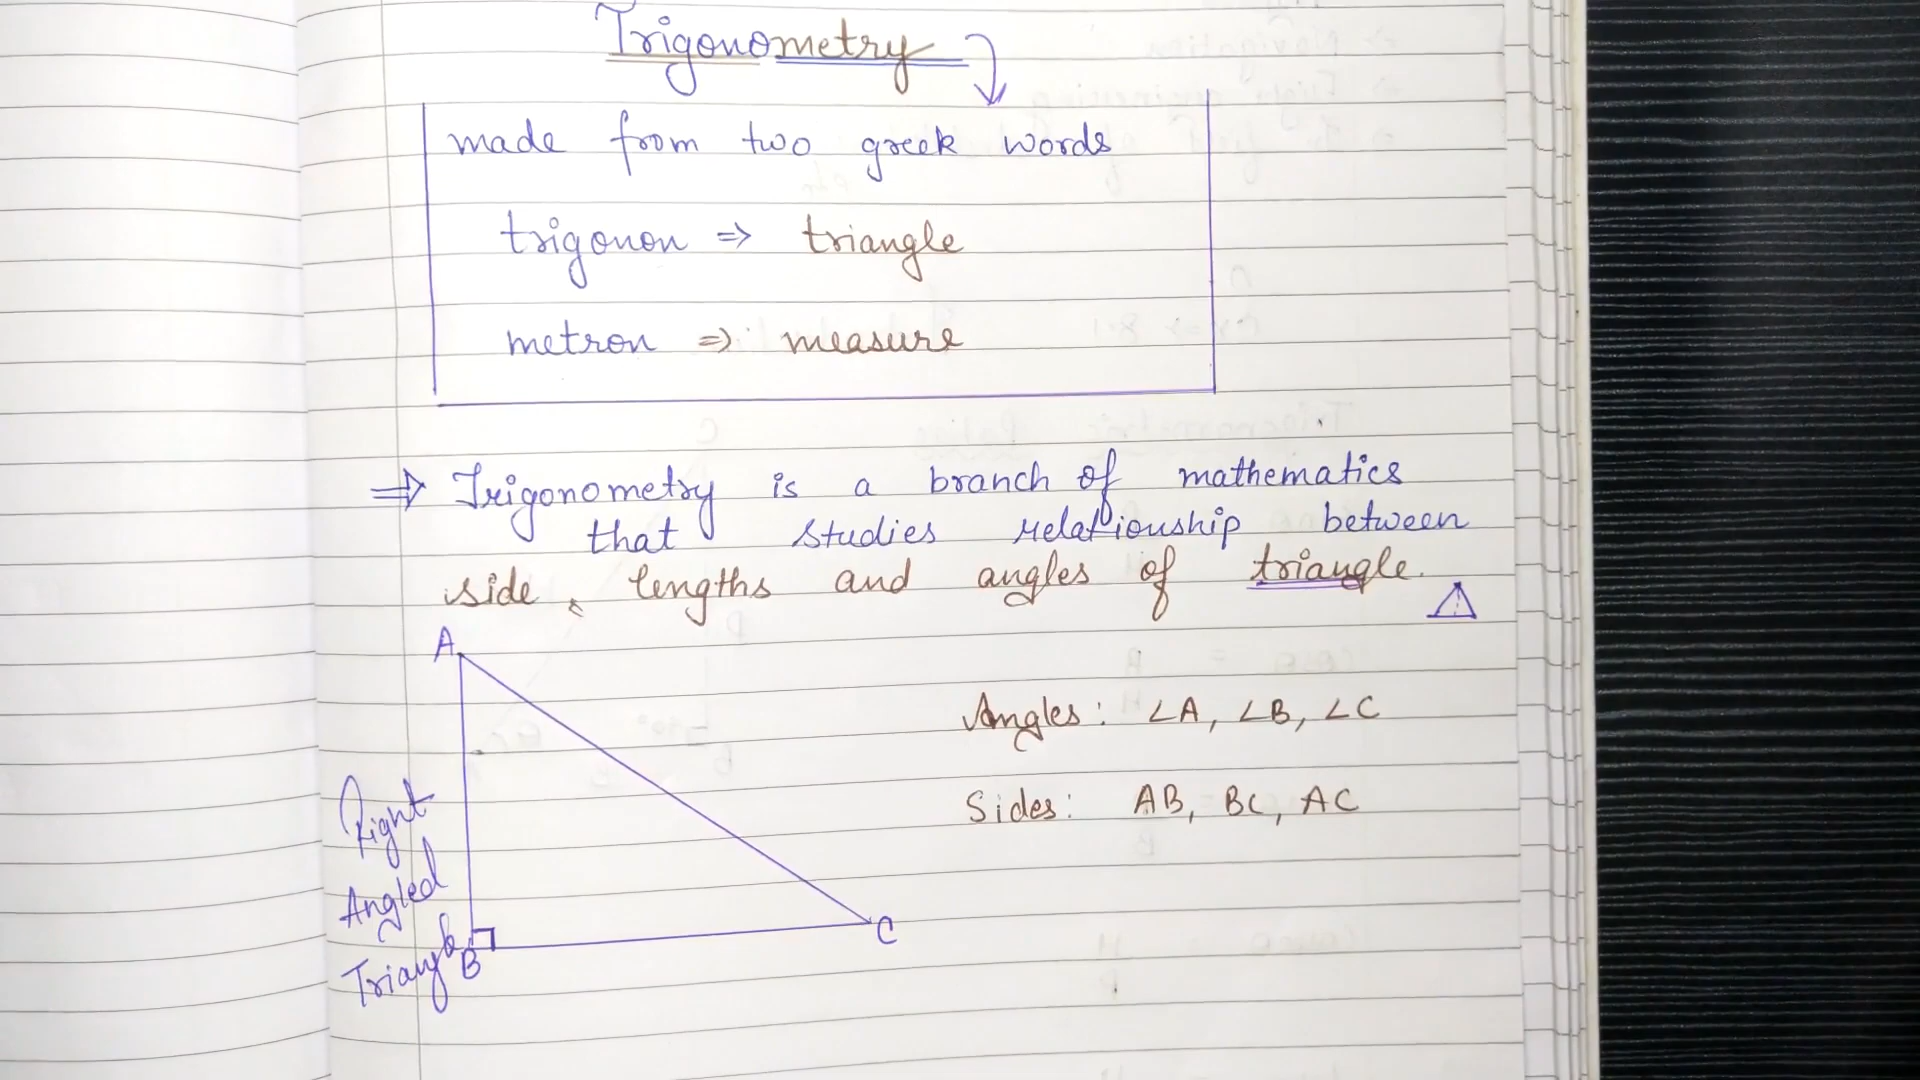 Trigonometry
made from two greek words
trigonon ⇒ triangle
metron ⇒ measure
⇒ Trigonometry is a branch of mathematics
that studies relationship between
side, lengths and angles of triangle.
A
Angles: ∠A, ∠B, ∠C
Sides: AB, BC, AC
Right
Angled
Triangle
B
C